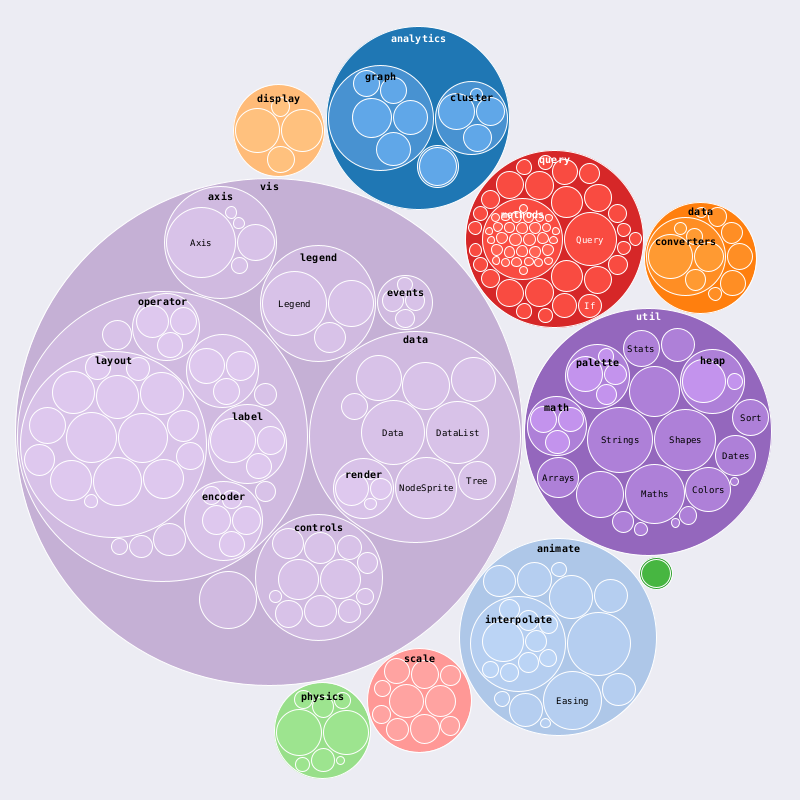 analytics
graph
cluster
display
query
methods
Query
If
data
converters
vis
axis
Axis
legend
Legend
events
operator
data
layout
label
Data
DataList
render
NodeSprite
Tree
encoder
controls
util
Stats
palette
heap
math
Sort
Strings
Shapes
Dates
Arrays
Maths
Colors
animate
interpolate
Easing
scale
physics